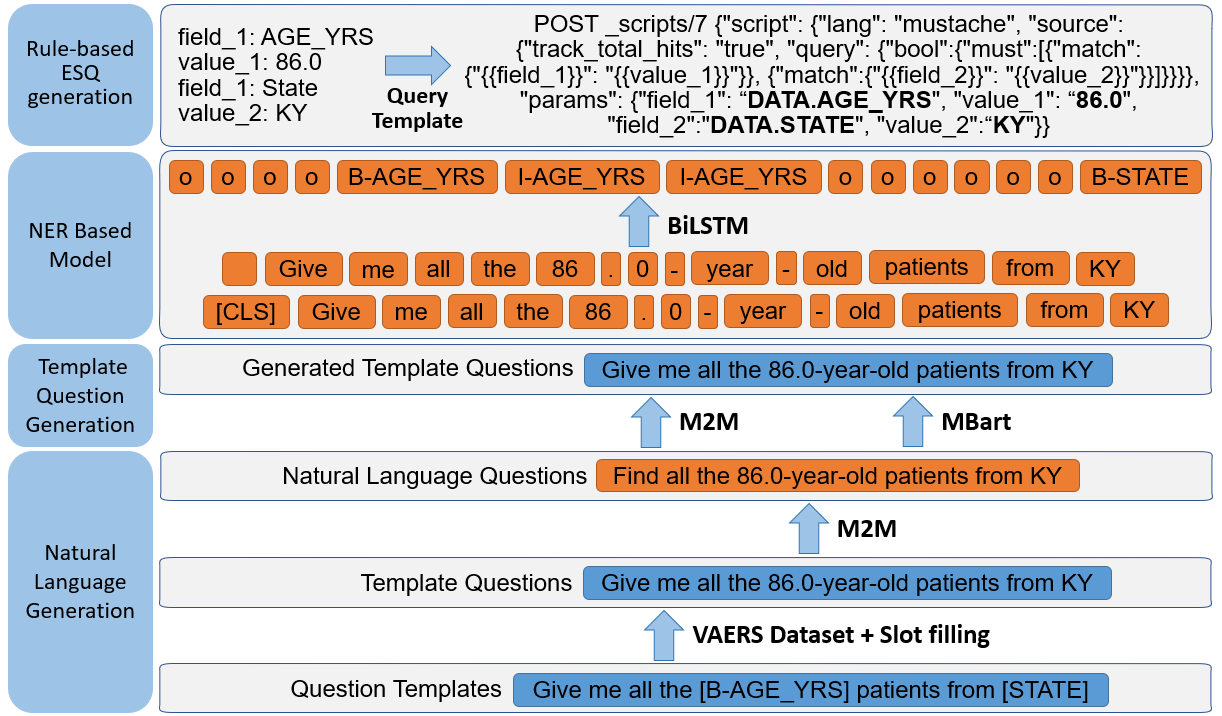 Rule-based
ESQ
generation
field_1: AGE_YRS
value_1: 86.0
field_1: State
value_2: KY
Query
Template
POST _scripts/7 {"script": {"lang": "mustache", "source":
{"track_total_hits": "true", "query": {"bool":{"must":[{"match":
{"{{field_1}}": "{{value_1}}"}}, {"match":{"{{field_2}}": "{{value_2}}"}}]}}}},
"params": {"field_1": “DATA.AGE_YRS", "value_1": “86.0",
"field_2":"DATA.STATE", "value_2":“KY"}}
NER Based
Model
o o o o B-AGE_YRS I-AGE_YRS I-AGE_YRS o o o o o o B-STATE
BiLSTM
Give me all the 86 . 0 - year - old patients from KY
[CLS] Give me all the 86 . 0 - year - old patients from KY
Template
Question
Generation
Generated Template Questions Give me all the 86.0-year-old patients from KY
M2M MBart
Natural
Language
Generation
Natural Language Questions Find all the 86.0-year-old patients from KY
M2M
Template Questions Give me all the 86.0-year-old patients from KY
VAERS Dataset + Slot filling
Question Templates Give me all the [B-AGE_YRS] patients from [STATE]